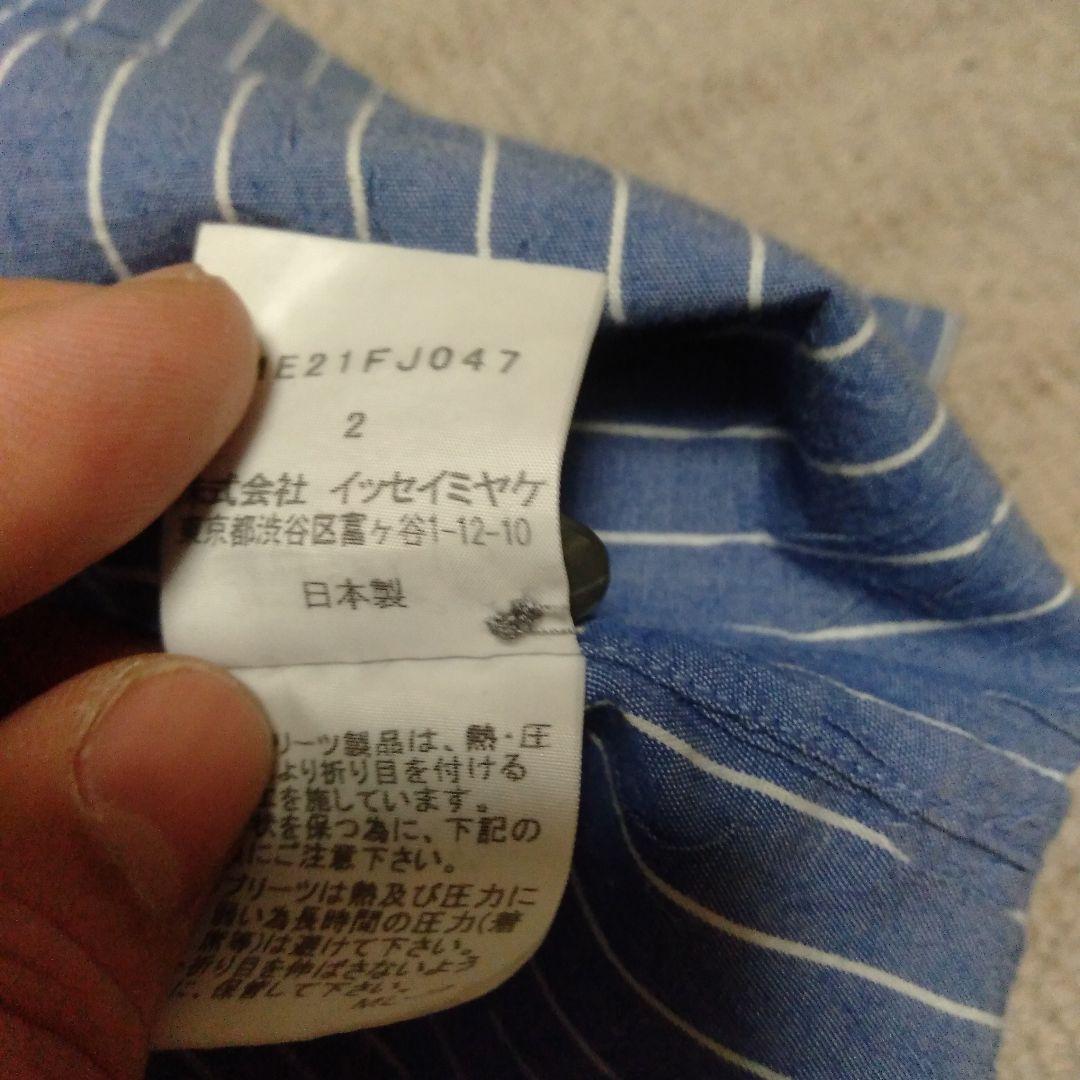 E21FJ047
2
式会社 イッセイミヤケ
東京都渋谷区富ヶ谷1-12-10
日本製
リーツ製品は、熱・圧
より折り目を付ける
を施しています。
状を保つ為に、下記の
にご注意下さい。
プリーツは熱及び圧力に
弱い為長時間の圧力(着
席等)は避けて下さい。
折り目を伸ばさないよう
に、保管して下さい。